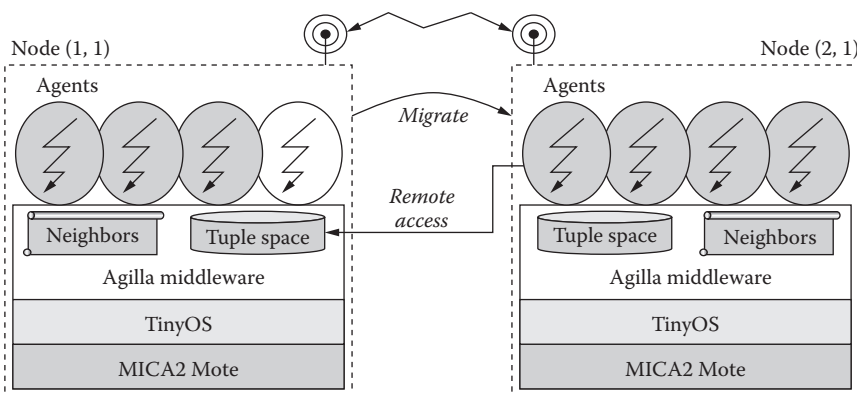 Node (1, 1)
Node (2, 1)
Agents
Agents
Migrate
Remote
access
Neighbors
Tuple space
Tuple space
Neighbors
Agilla middleware
Agilla middleware
TinyOS
TinyOS
MICA2 Mote
MICA2 Mote